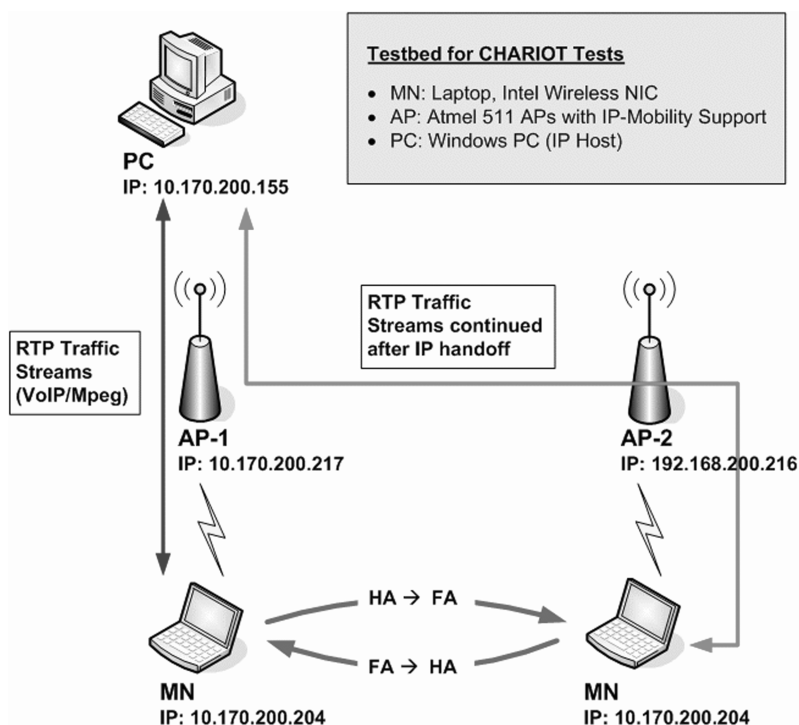 Testbed for CHARIOT Tests
• MN: Laptop, Intel Wireless NIC
• AP: Atmel 511 APs with IP-Mobility Support
• PC: Windows PC (IP Host)
PC
IP: 10.170.200.155
RTP Traffic
Streams
(VoIP/Mpeg)
RTP Traffic
Streams continued
after IP handoff
AP-1
IP: 10.170.200.217
AP-2
IP: 192.168.200.216
HA → FA
FA → HA
MN
IP: 10.170.200.204
MN
IP: 10.170.200.204